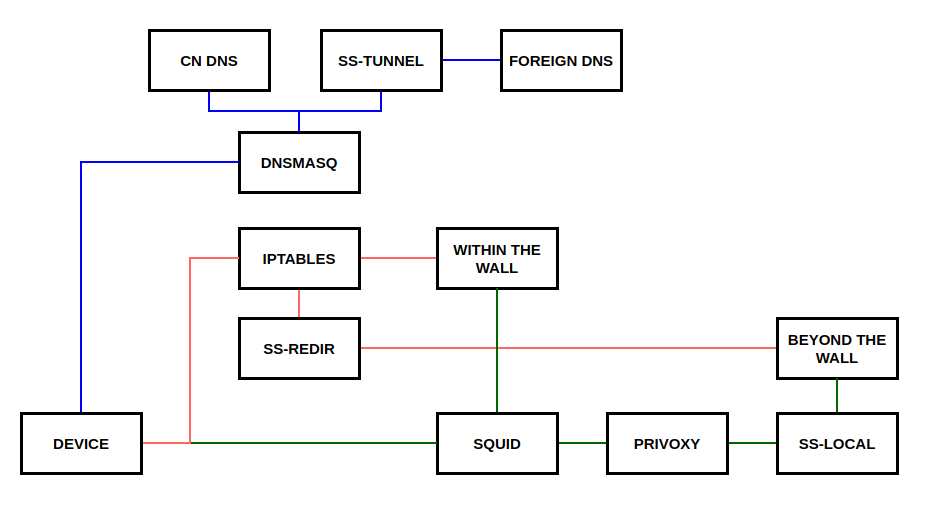 CN DNS
SS-TUNNEL
FOREIGN DNS
DNSMASQ
IPTABLES
WITHIN THE
WALL
SS-REDIR
BEYOND THE
WALL
DEVICE
SQUID
PRIVOXY
SS-LOCAL